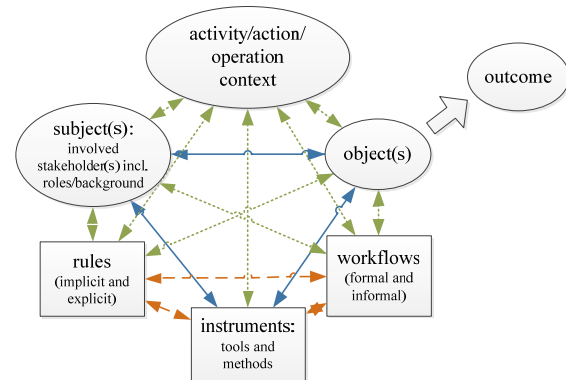 activity/action/
operation
context
outcome
subject(s):
involved
stakeholder(s) incl.
roles/background
object(s)
rules
(implicit and
explicit)
workflows
(formal and
informal)
instruments:
tools and
methods